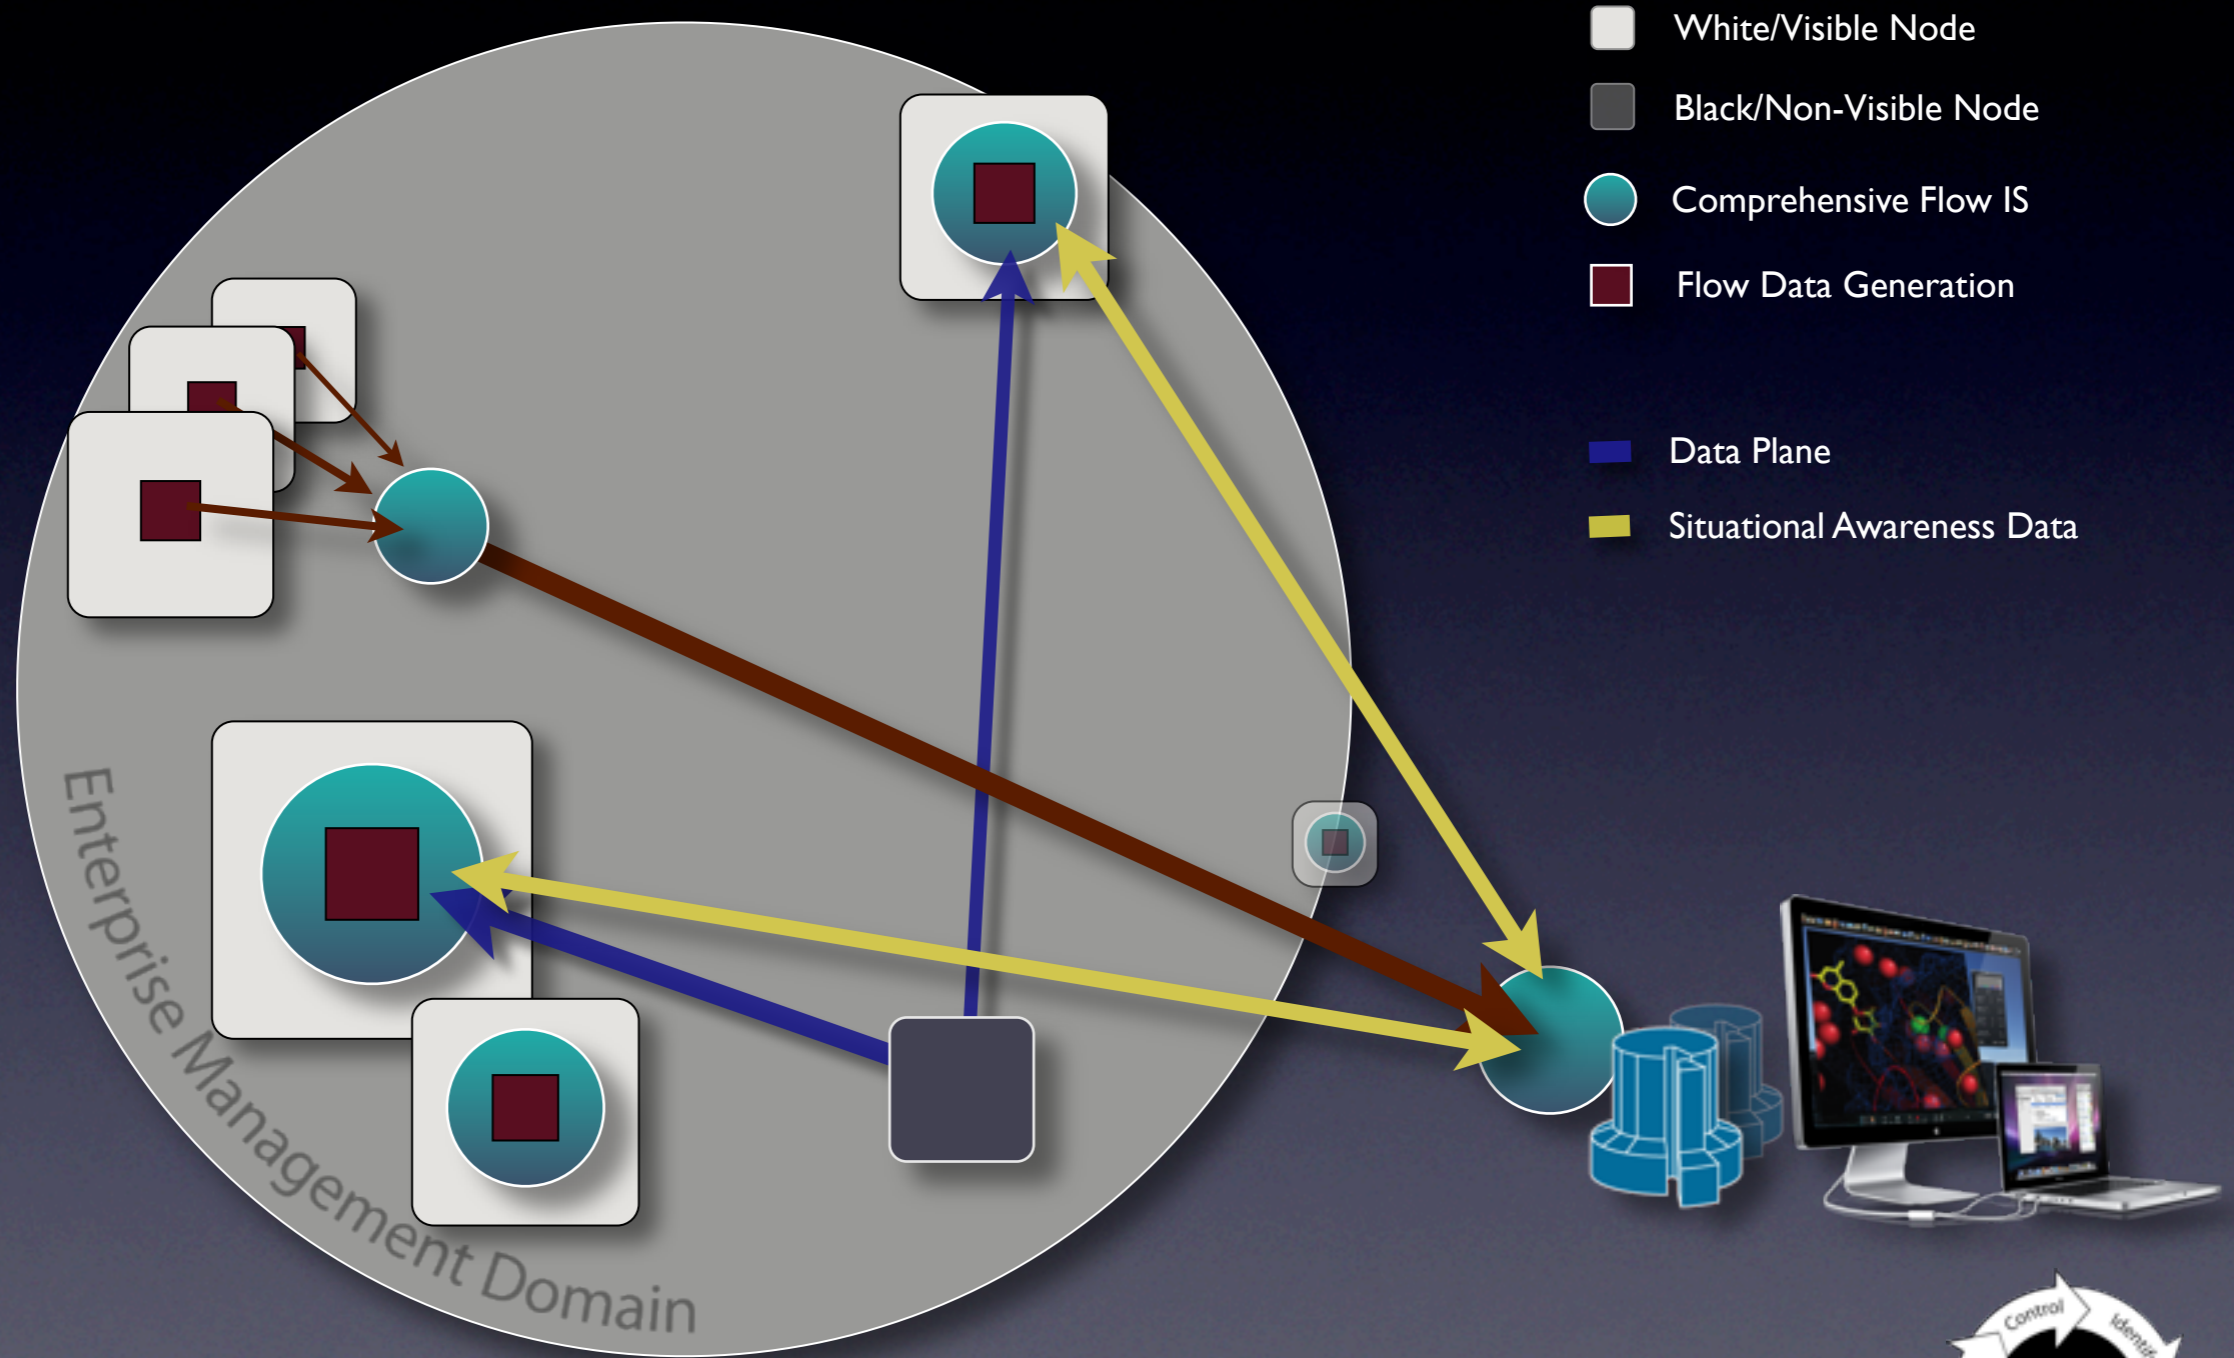 White/Visible Node
Black/Non-Visible Node
Comprehensive Flow IS
Flow Data Generation
Data Plane
Situational Awareness Data
Enterprise Management Domain
Control